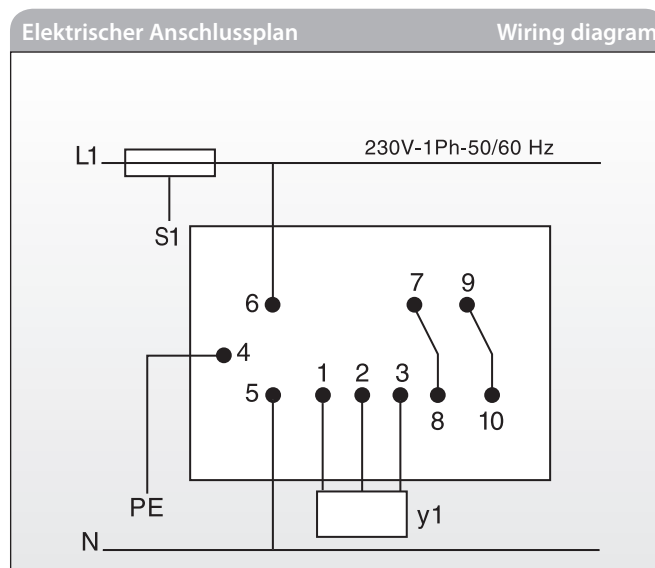 Elektrischer Anschlussplan Wiring diagram
L1 230V-1Ph-50/60 Hz
S1
7 9
6
4
1 2 3
5
8 10
PE y1
N